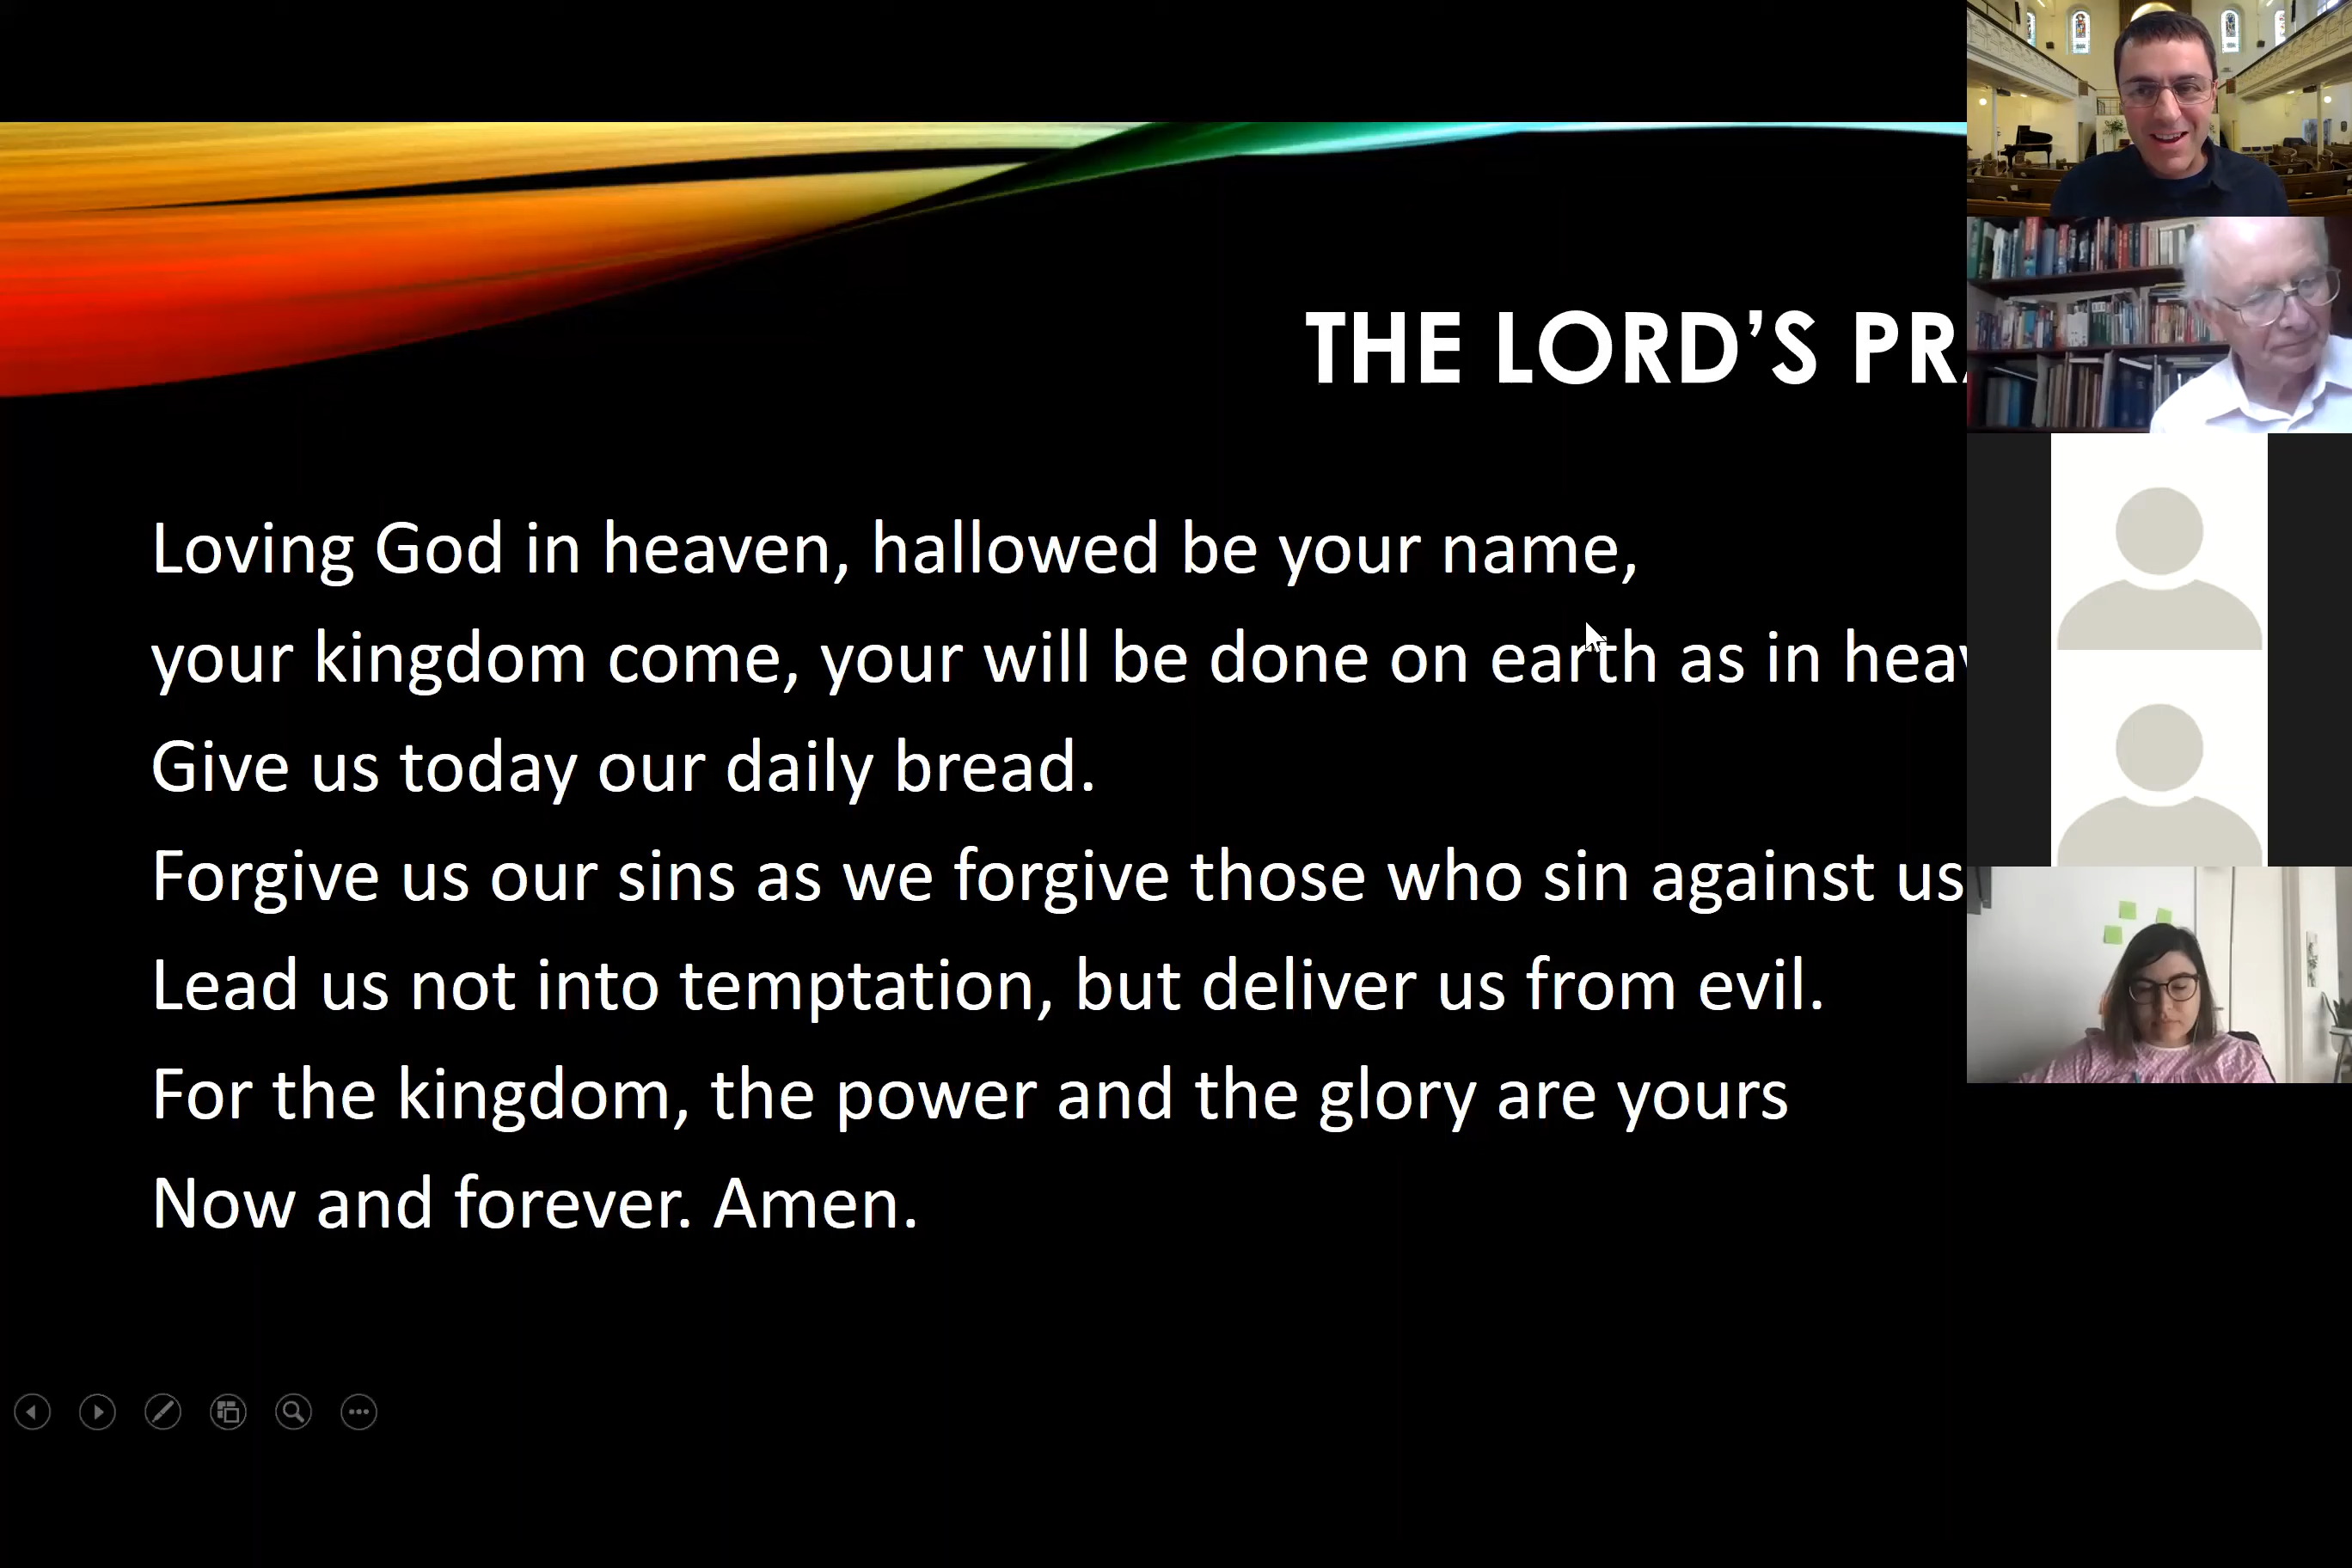 THE LORD’S PR
Loving God in heaven, hallowed be your name,
your kingdom come, your will be done on earth as in heav
Give us today our daily bread.
Forgive us our sins as we forgive those who sin against us
Lead us not into temptation, but deliver us from evil.
For the kingdom, the power and the glory are yours
Now and forever. Amen.